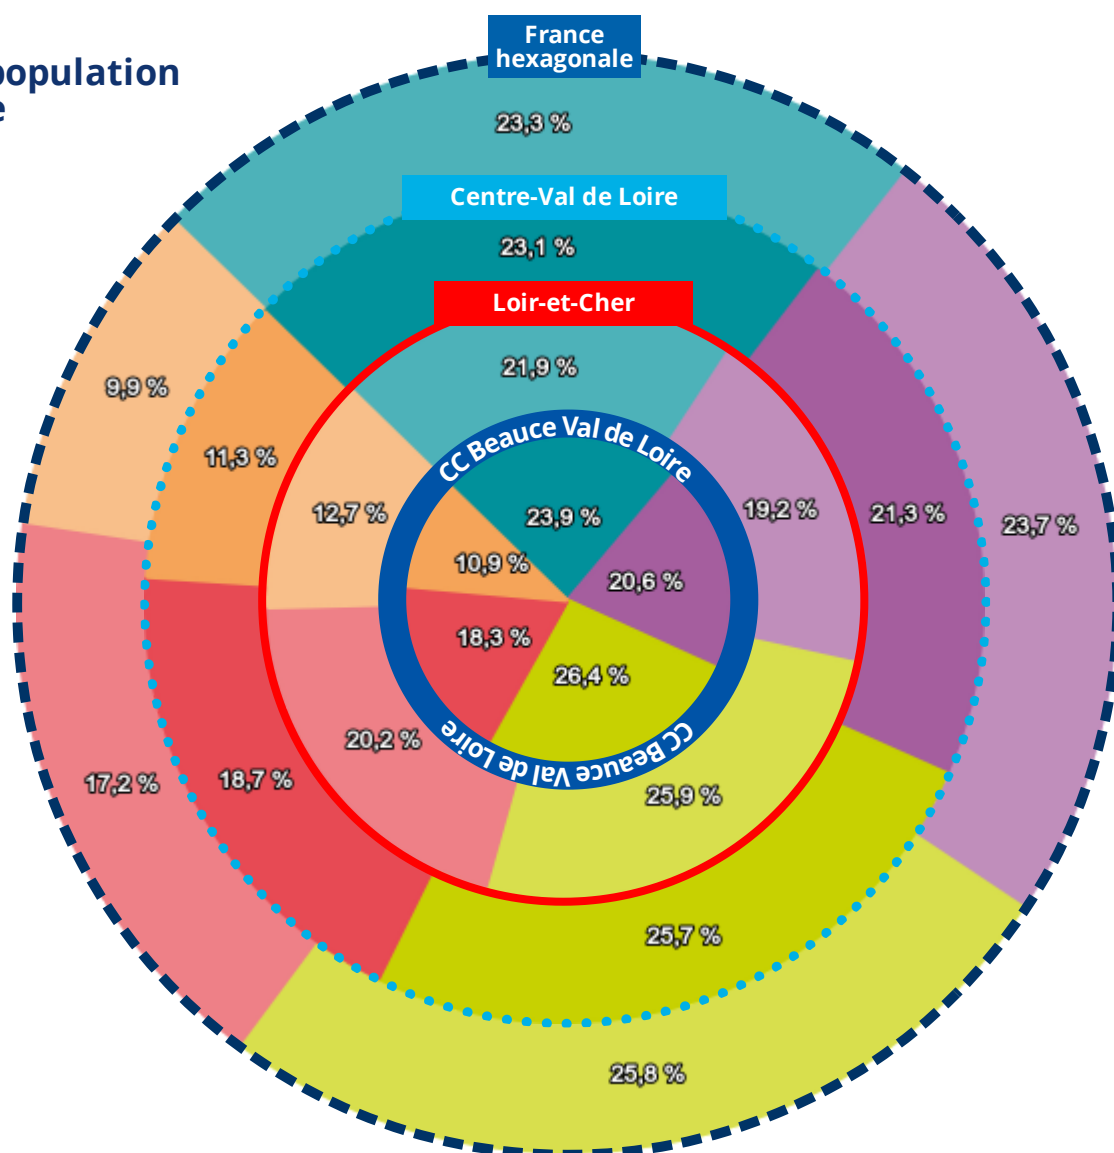 France
hexagonale
population
e
23,3 %
Centre-Val de Loire
23,1 %
Loir-et-Cher
21,9 %
9,9 %
CC Beauce Val de Loire
11,3 %
12,7 %
23,9 %
19,2 %
21,3 %
23,7 %
10,9 %
20,6 %
18,3 %
26,4 %
20,2 %
CC Beauce Val de Loire
17,2 %
18,7 %
25,9 %
25,7 %
25,8 %